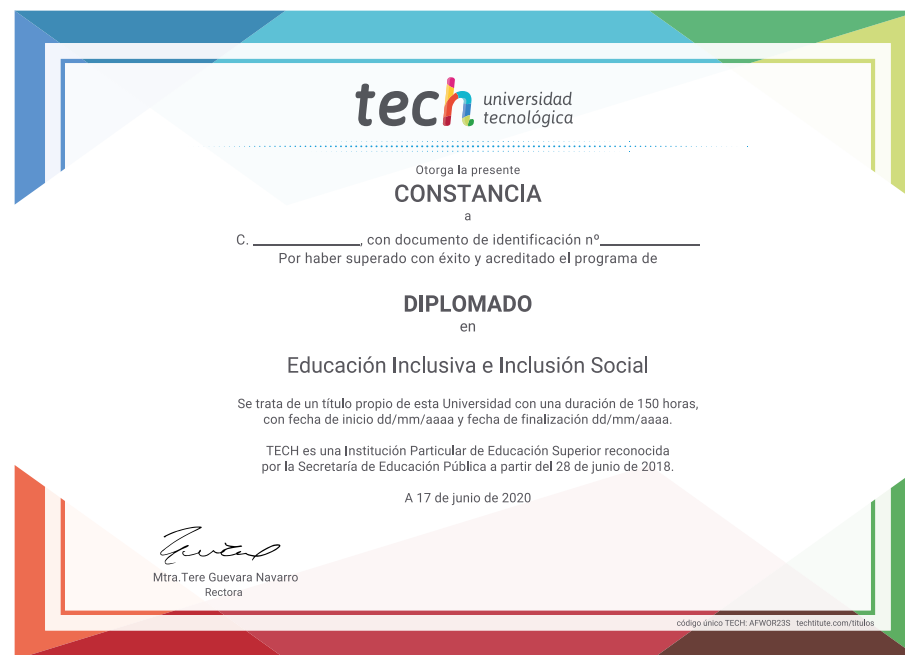 tech universidad
tecnológica
Otorga la presente
CONSTANCIA
a
C. ____________, con documento de identificación nº____________
Por haber superado con éxito y acreditado el programa de
DIPLOMADO
en
Educación Inclusiva e Inclusión Social
Se trata de un título propio de esta Universidad con una duración de 150 horas,
con fecha de inicio dd/mm/aaaa y fecha de finalización dd/mm/aaaa.
TECH es una Institución Particular de Educación Superior reconocida
por la Secretaría de Educación Pública a partir del 28 de junio de 2018.
A 17 de junio de 2020
Mtra.Tere Guevara Navarro
Rectora
código único TECH: AFWOR23S techtitute.com/titulos